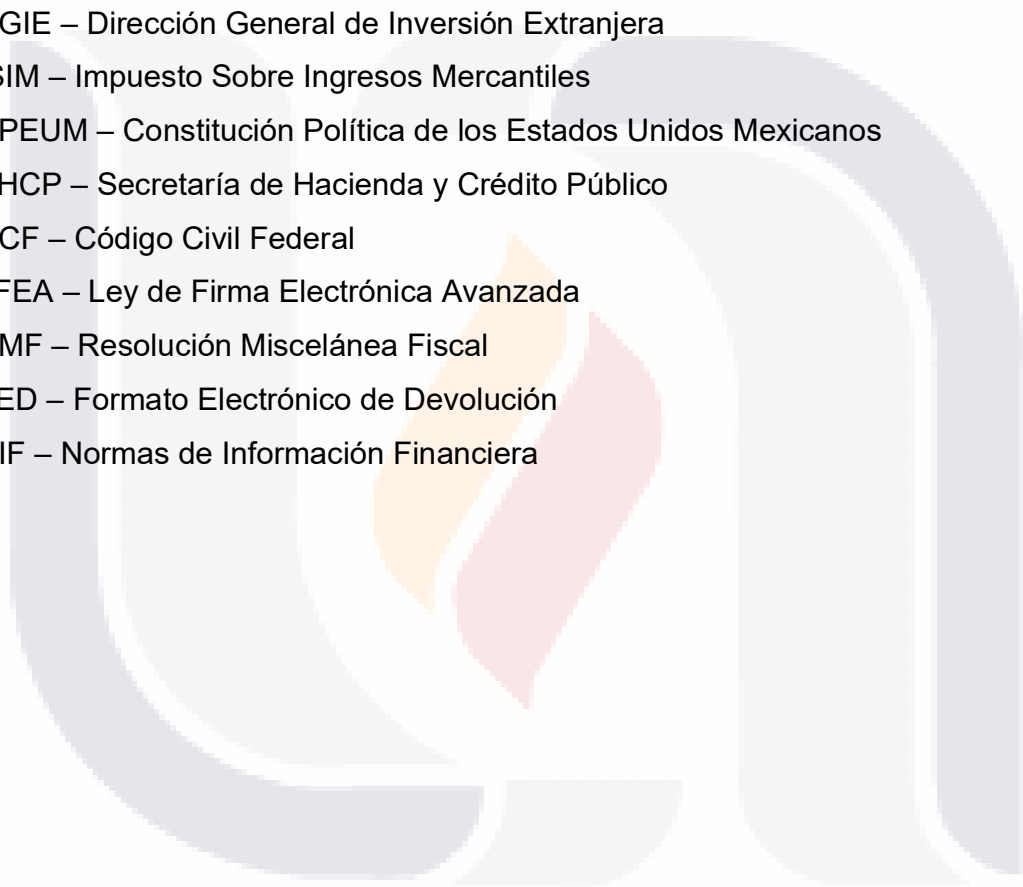 GIE – Dirección General de Inversión Extranjera
SIM – Impuesto Sobre Ingresos Mercantiles
PEUM – Constitución Política de los Estados Unidos Mexicanos
HCP – Secretaría de Hacienda y Crédito Público
CF – Código Civil Federal
FEA – Ley de Firma Electrónica Avanzada
MF – Resolución Miscelánea Fiscal
ED – Formato Electrónico de Devolución
IF – Normas de Información Financiera